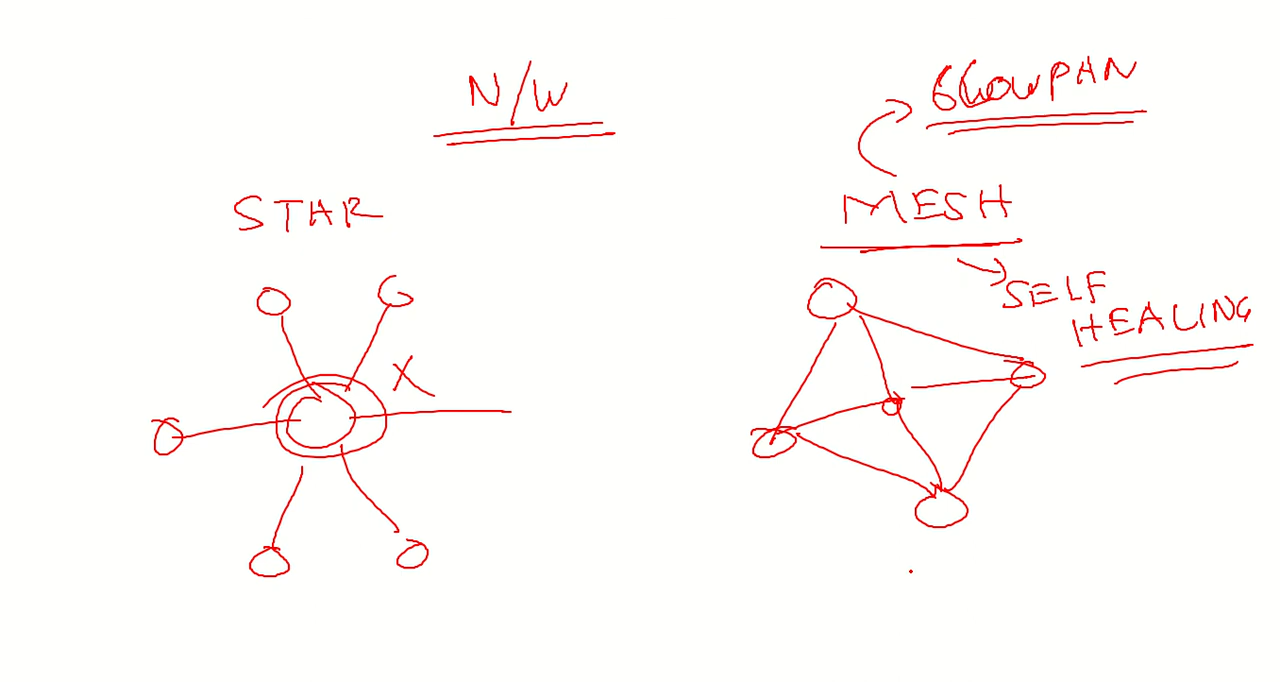 N/W
6LOWPAN
STAR
MESH
SELF
HEALING
X